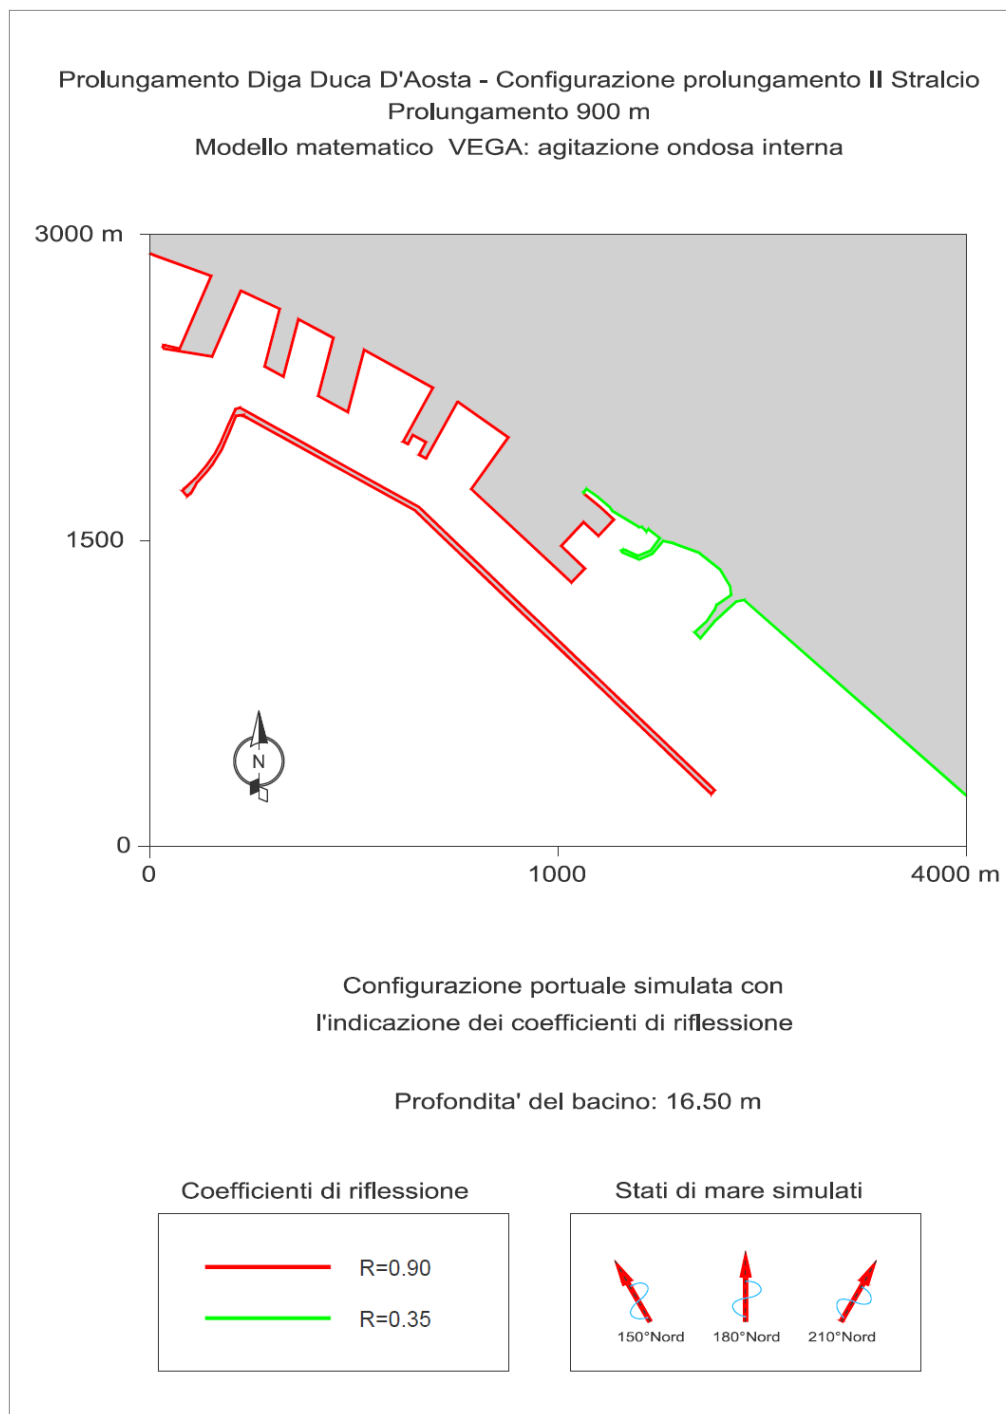 Prolungamento Diga Duca D'Aosta - Configurazione prolungamento II Stralcio
Prolungamento 900 m
Modello matematico VEGA: agitazione ondosa interna
3000 m
1500
0
N
0
1000
4000 m
Configurazione portuale simulata con
l'indicazione dei coefficienti di riflessione
Profondita' del bacino: 16.50 m
Coefficienti di riflessione
R=0.90
R=0.35
Stati di mare simulati
150°Nord
180°Nord
210°Nord